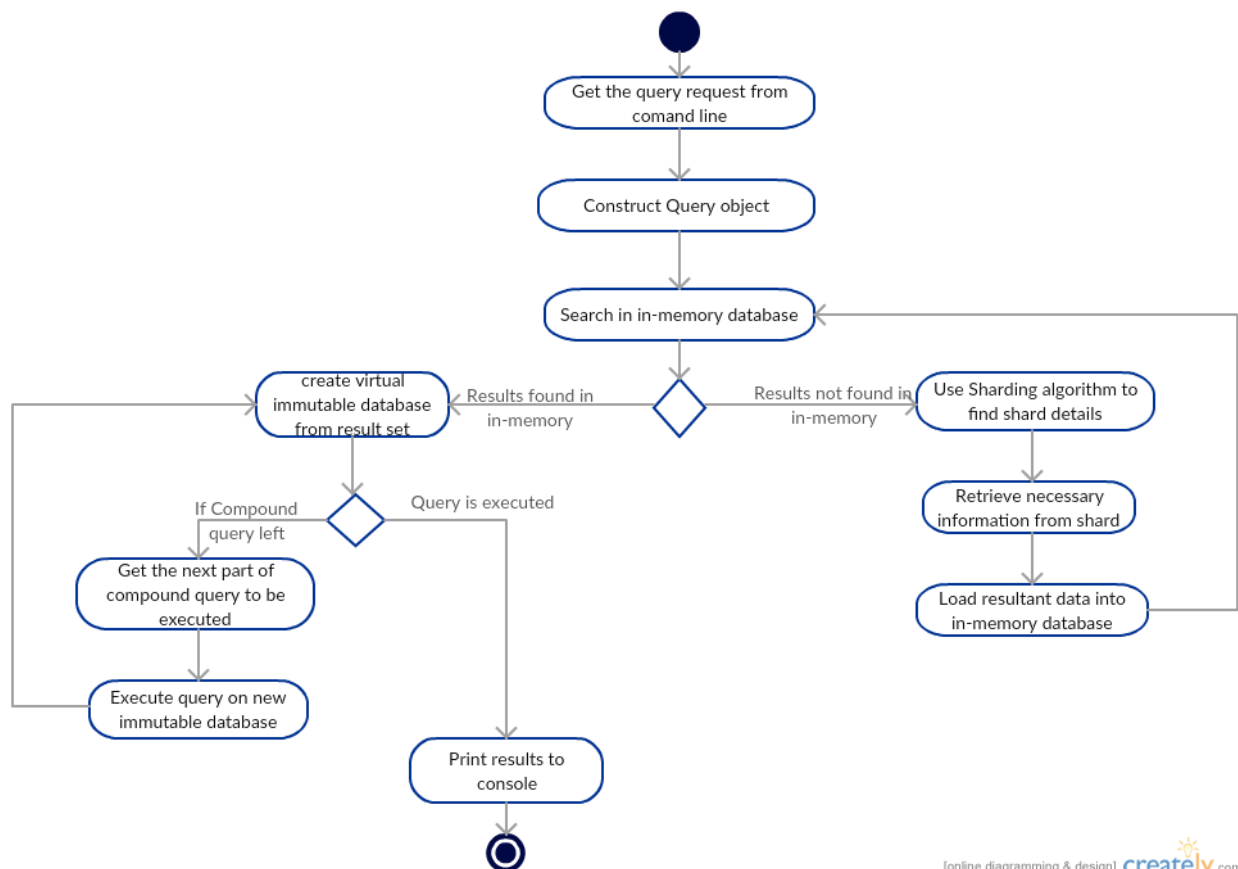 Get the query request from
comand line
Construct Query object
Search in in-memory database
create virtual
immutable database
from result set
Results found in
in-memory
Results not found in
in-memory
Use Sharding algorithm to
find shard details
If Compound
query left
Query is executed
Retrieve necessary
information from shard
Get the next part of
compound query to be
executed
Load resultant data into
in-memory database
Execute query on new
immutable database
Print results to
console
[online diagramming & design] creately.com